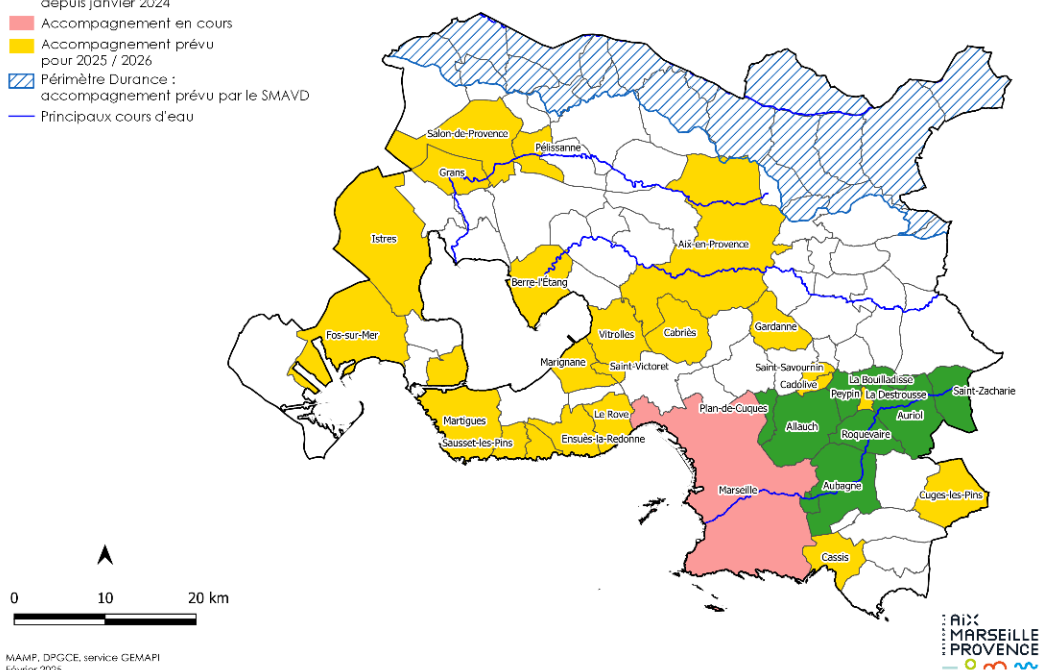 depuis janvier 2024
Accompagnement en cours
Accompagnement prévu
pour 2025 / 2026
Périmètre Durance :
accompagnement prévu par le SMAVD
Principaux cours d'eau
Salon-de-Provence
Pélissanne
Grans
Istres
Aix-en-Provence
Berre-l'Étang
Fos-sur-Mer
Vitrolles
Cabriès
Gardanne
Marignane
Saint-Victoret
Saint-Savournin
Cadolive
La Bouilladisse
Peypin
La Destrousse
Saint-Zacharie
Plan-de-Cuques
Auriol
Martigues
Le Rove
Allauch
Roquevaire
Sausset-les-Pins
Ensuès-la-Redonne
Marseille
Aubagne
Cuges-les-Pins
Cassis
0 10 20 km
MAMP, DPGCE, service GEMAPI
Février 2025
AIX
MARSEILLE
PROVENCE